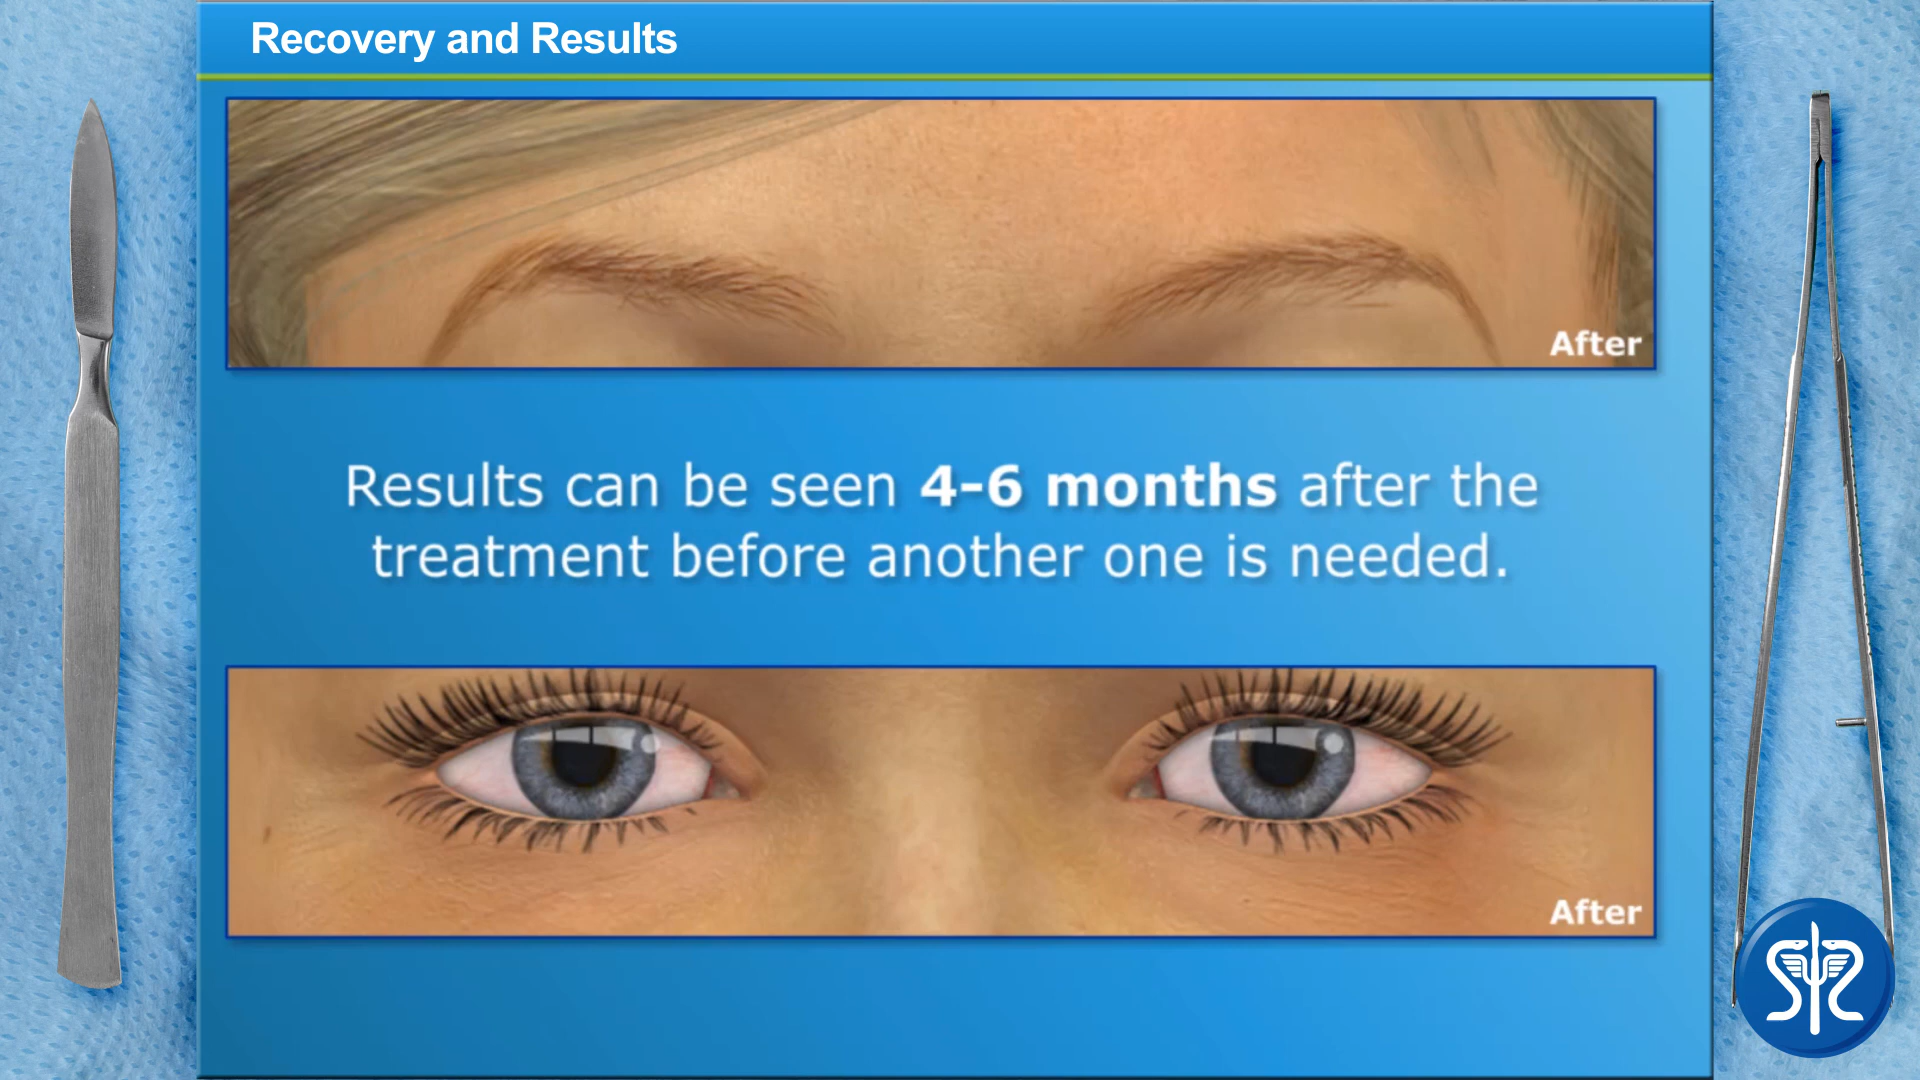 Recovery and Results
After
Results can be seen 4-6 months after the
treatment before another one is needed.
After